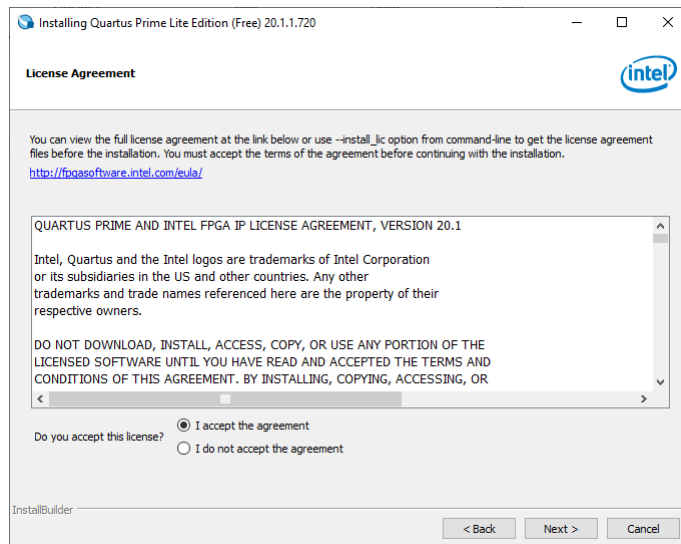 Installing Quartus Prime Lite Edition (Free) 20.1.1.720
License Agreement
intel
You can view the full license agreement at the link below or use --install_lic option from command-line to get the license agreement
files before the installation. You must accept the terms of the agreement before continuing with the installation.
http://fpgasoftware.intel.com/eula/
QUARTUS PRIME AND INTEL FPGA IP LICENSE AGREEMENT, VERSION 20.1
Intel, Quartus and the Intel logos are trademarks of Intel Corporation
or its subsidiaries in the US and other countries. Any other
trademarks and trade names referenced here are the property of their
respective owners.
DO NOT DOWNLOAD, INSTALL, ACCESS, COPY, OR USE ANY PORTION OF THE
LICENSED SOFTWARE UNTIL YOU HAVE READ AND ACCEPTED THE TERMS AND
CONDITIONS OF THIS AGREEMENT. BY INSTALLING, COPYING, ACCESSING, OR
Do you accept this license?
I accept the agreement
I do not accept the agreement
InstallBuilder
< Back Next > Cancel